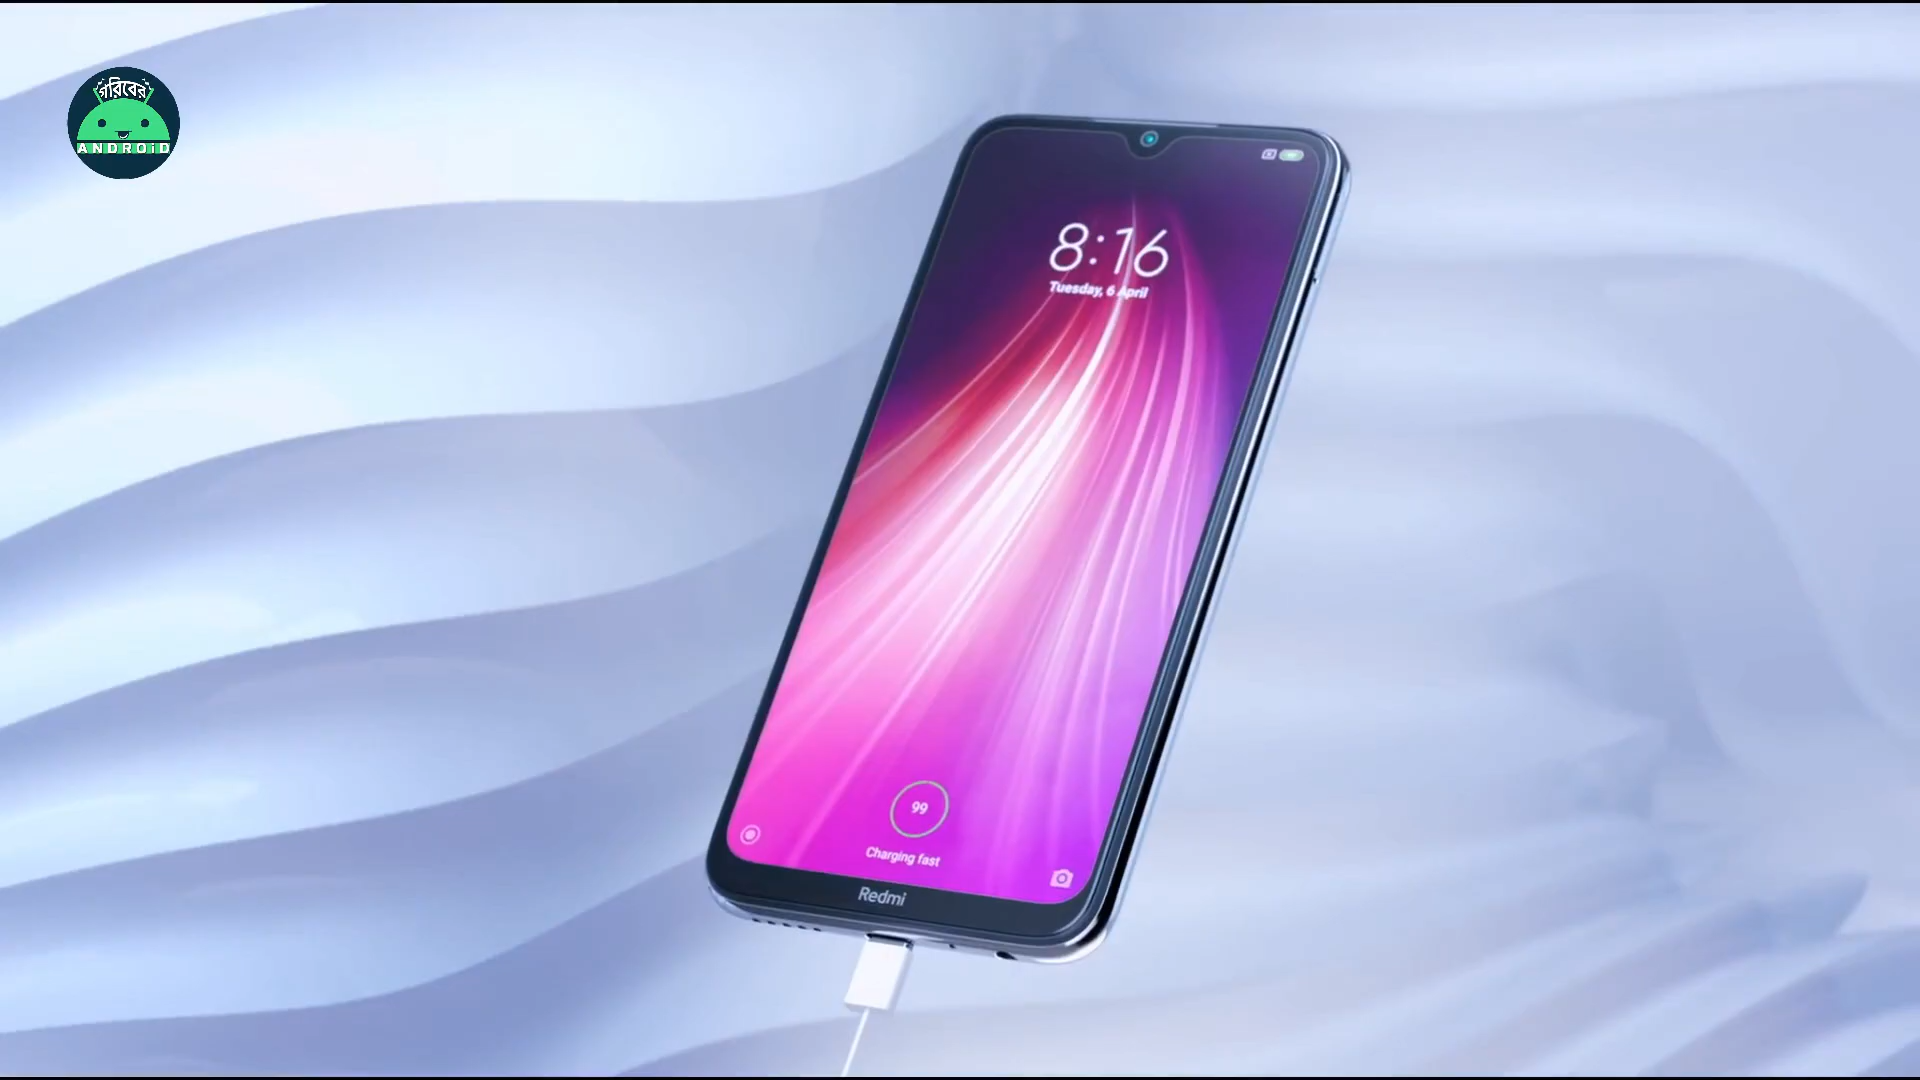 গরিবের
ANDROiD
8:16
Tuesday, 6 April
99
Charging fast
Redmi